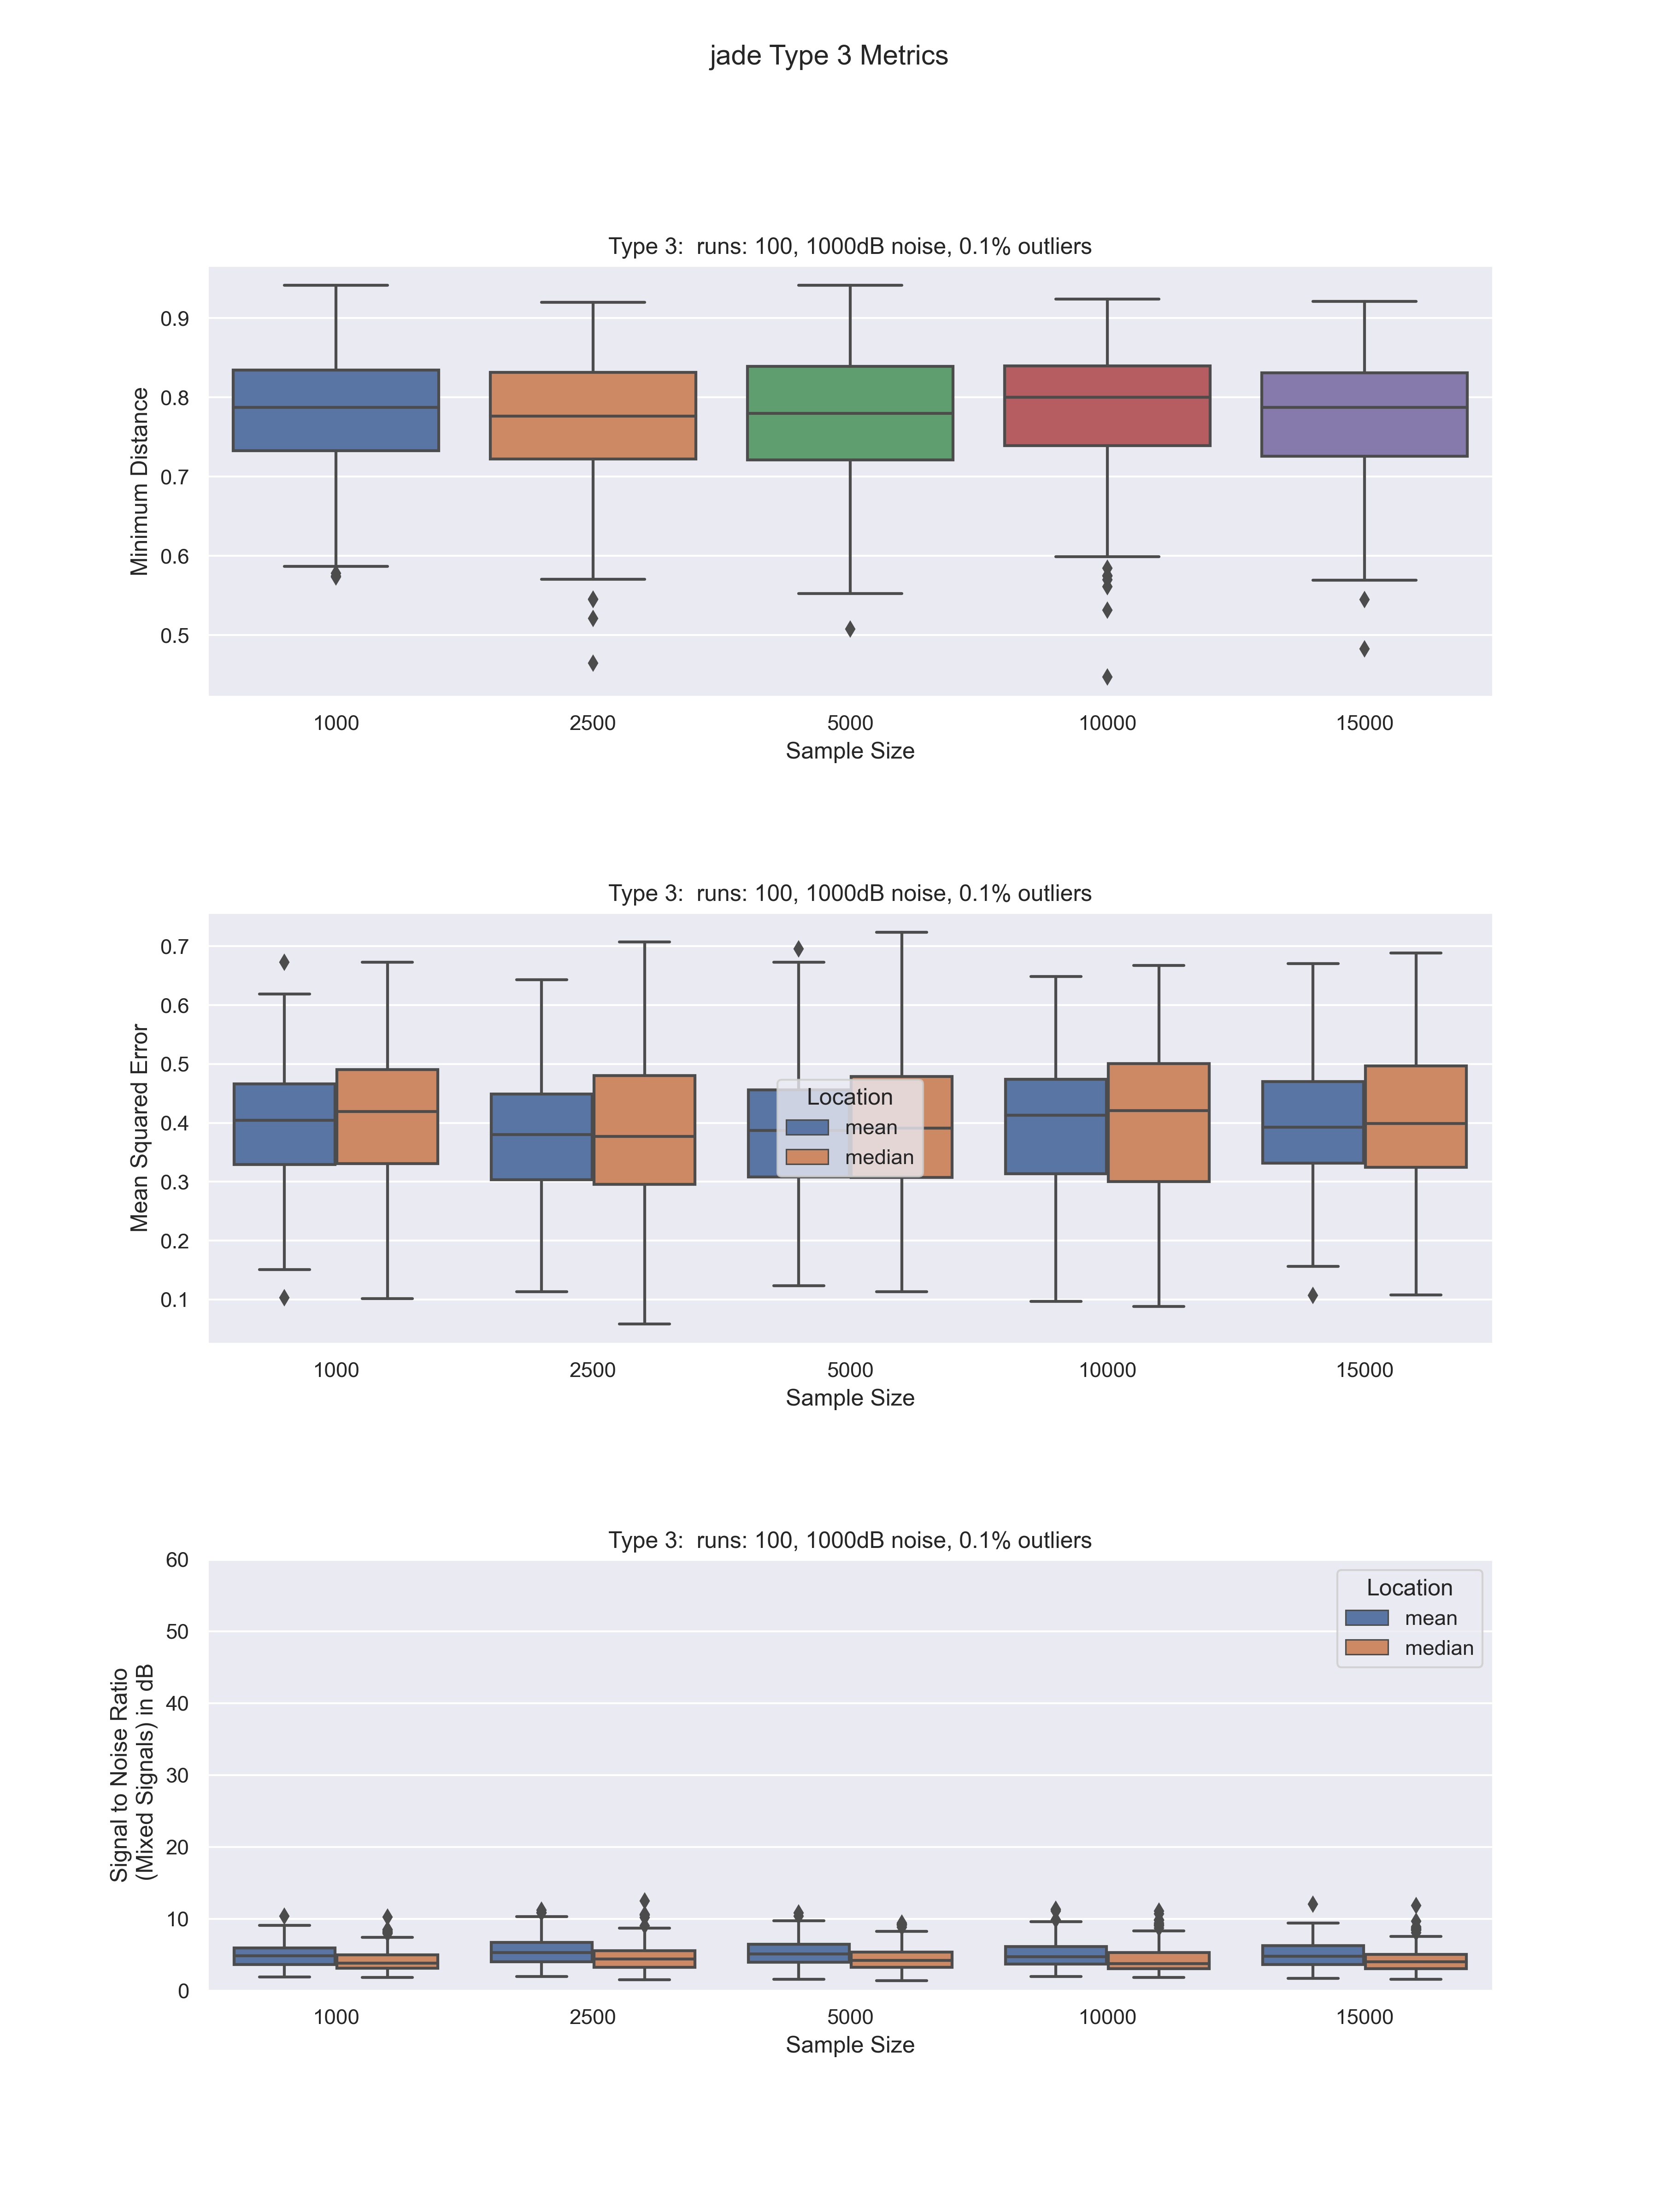 jade Type 3 Metrics
Type 3:  runs: 100, 1000dB noise, 0.1% outliers
Minimum Distance
0.9
0.8
0.7
0.6
0.5
1000 2500 5000 10000 15000
Sample Size
Type 3:  runs: 100, 1000dB noise, 0.1% outliers
Mean Squared Error
0.7
0.6
0.5
0.4
0.3
0.2
0.1
Location
mean
median
1000 2500 5000 10000 15000
Sample Size
Type 3:  runs: 100, 1000dB noise, 0.1% outliers
Signal to Noise Ratio
(Mixed Signals) in dB
60
50
40
30
20
10
0
Location
mean
median
1000 2500 5000 10000 15000
Sample Size